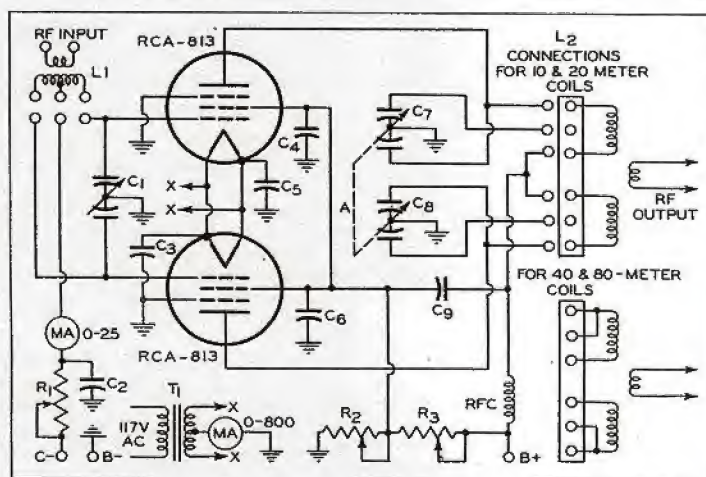 RF INPUT
L1
RCA-813
L2
CONNECTIONS
FOR 10 & 20 METER
COILS
C4
C7
C1
X
C5
X
A
C8
RF
OUTPUT
C3
FOR 40 & 80-METER
COILS
C9
MA 0-25
C6
RCA-813
R1
C2
T1
X
MA
0-800
117V
AC
X
R2
R3
RFC
C-
B-
B+